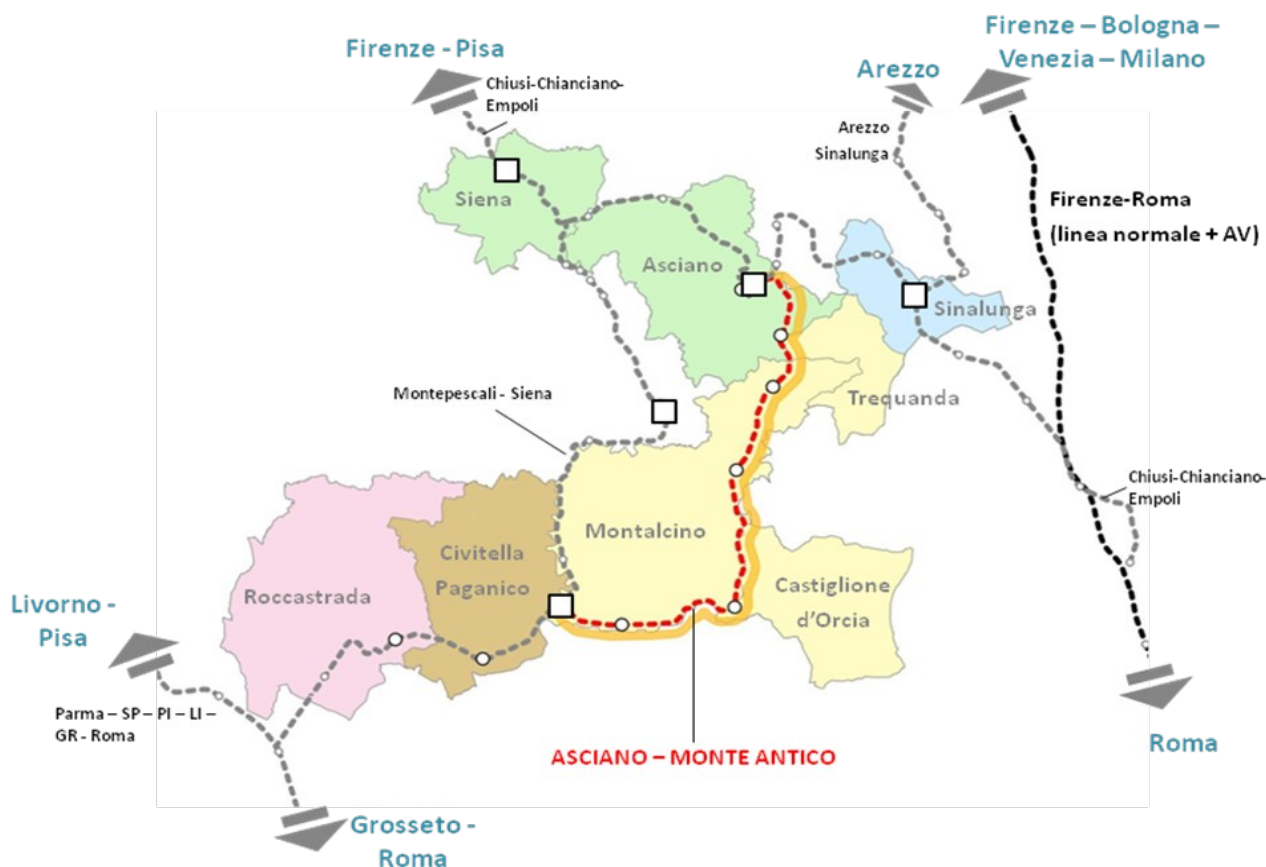 Firenze – Bologna –
Venezia – Milano
Firenze - Pisa
Arezzo
Chiusi-Chianciano-
Empoli
Arezzo
Sinalunga
Siena
Firenze-Roma
(linea normale + AV)
Asciano
Sinalunga
Montepescali - Siena
Trequanda
Chiusi-Chianciano-
Empoli
Montalcino
Civitella
Paganico
Roccastrada
Castiglione
d'Orcia
Livorno -
Pisa
Parma – SP – PI – LI –
GR - Roma
ASCIANO – MONTE ANTICO
Roma
Grosseto -
Roma